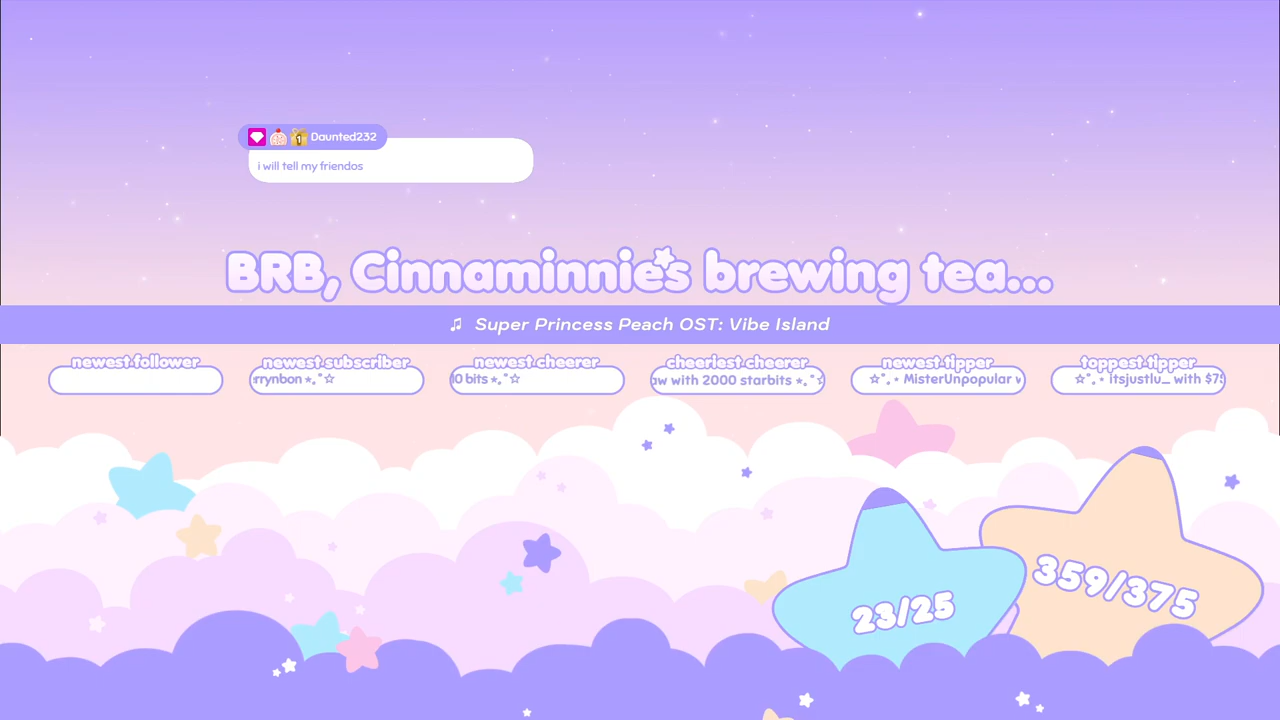 Daunted232
i will tell my friendos
BRB, Cinnaminnie's brewing tea...
♫ Super Princess Peach OST: Vibe Island
newest follower
newest subscriber
newest cheerer
cheeriest cheerer
newest tipper
toppest tipper
rrynbon ⋆｡˚☆
bits ⋆｡˚☆
with 2000 starbits ⋆｡˚☆
☆˚｡⋆ MisterUnpopular
☆˚｡⋆ itsjustlu_ with
23/25
359/375